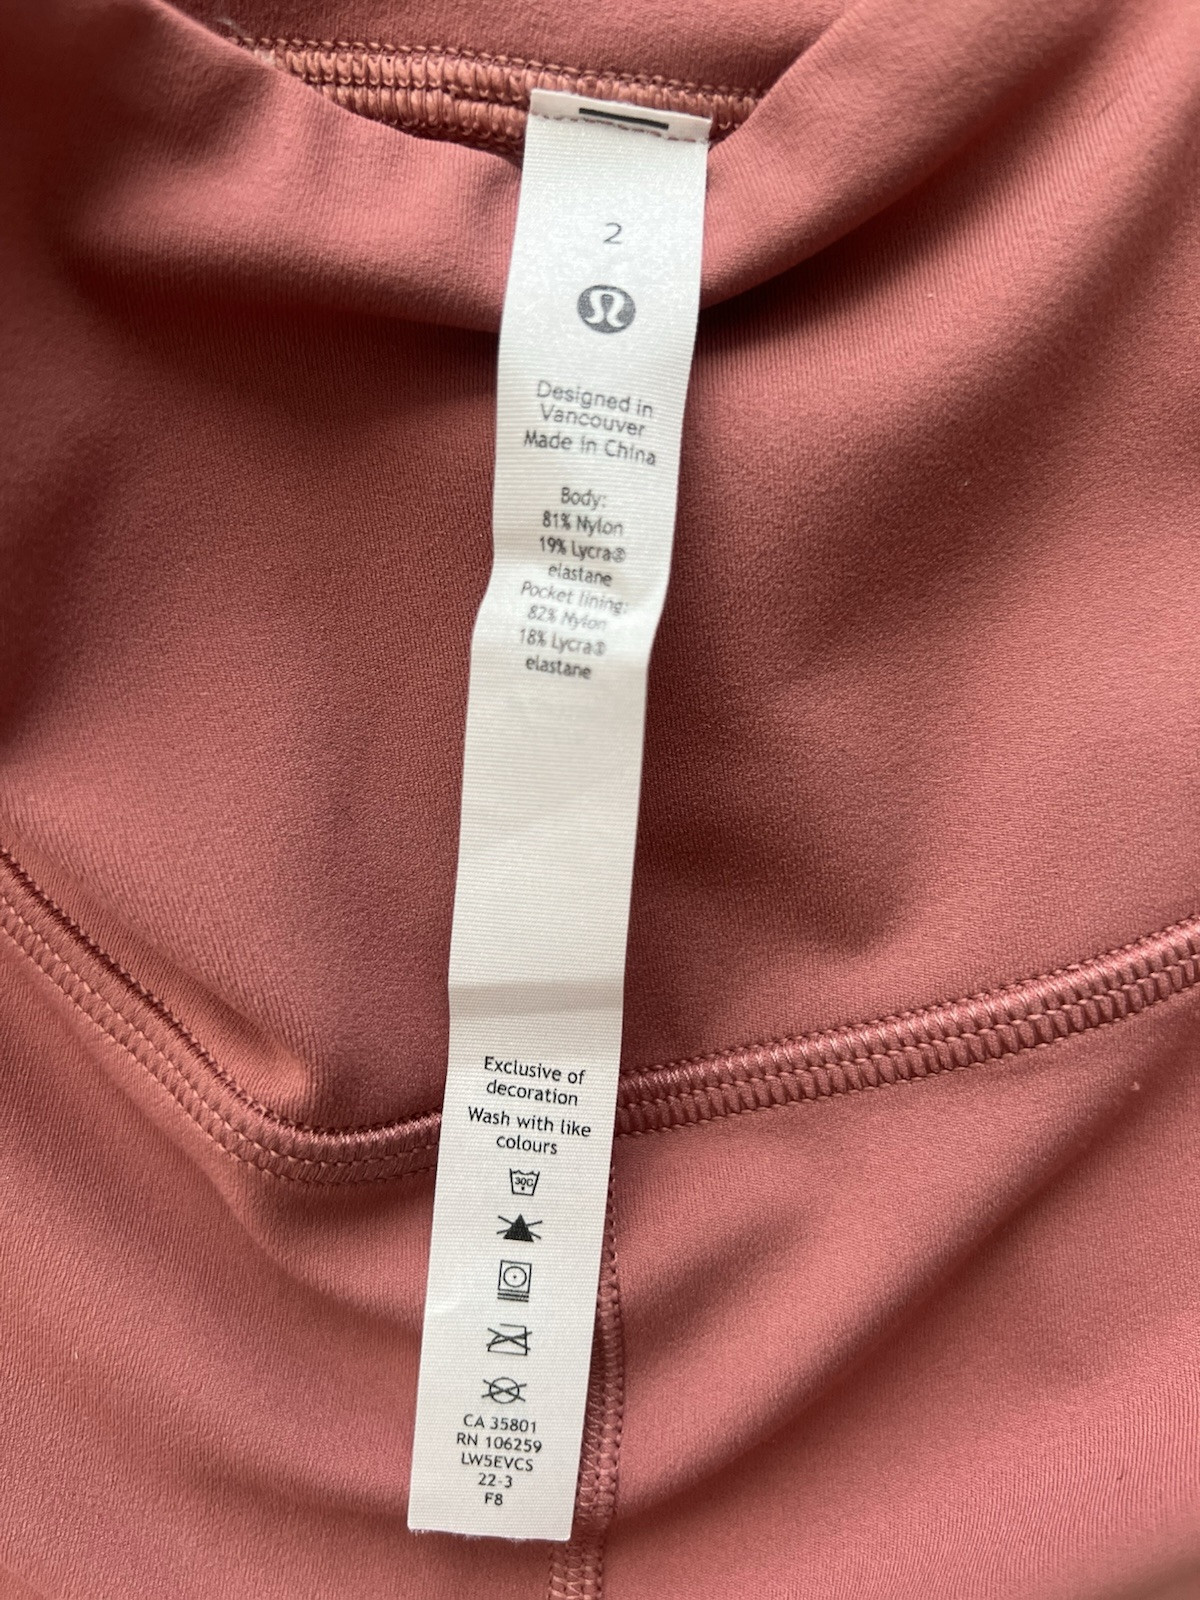 2
Designed in
Vancouver
Made in China
Body:
81% Nylon
19% Lycra®
elastane
Pocket lining:
82% Nylon
18% Lycra®
elastane
Exclusive of
decoration
Wash with like
colours
30C
CA 35801
RN 106259
LW5EVCS
22-3
F8